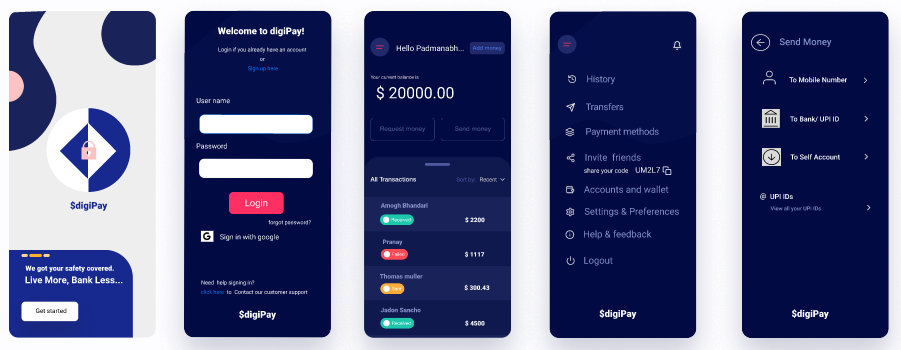 $digiPay
We got your safety covered.
Live More, Bank Less...
Get started
Welcome to digiPay!
Login if you already have an account
or
Sign up here
User name
Password
Login
forgot password?
G Sign in with google
Need help signing in?
click here to Contact our customer support
$digiPay
Hello Padmanabh... Add money
Your current balance is
$ 20000.00
Request money Send money
All Transactions Sort by: Recent
Amogh Bhandari
Received $ 2200
Pranay
Failed $ 1117
Thomas muller
Sent $ 300.43
Jadon Sancho
Received $ 4500
History
Transfers
Payment methods
Invite friends
share your code UM2L7
Accounts and wallet
Settings & Preferences
Help & feedback
Logout
$digiPay
Send Money
To Mobile Number
To Bank/ UPI ID
To Self Account
@ UPI IDs
View all your UPI IDs
$digiPay